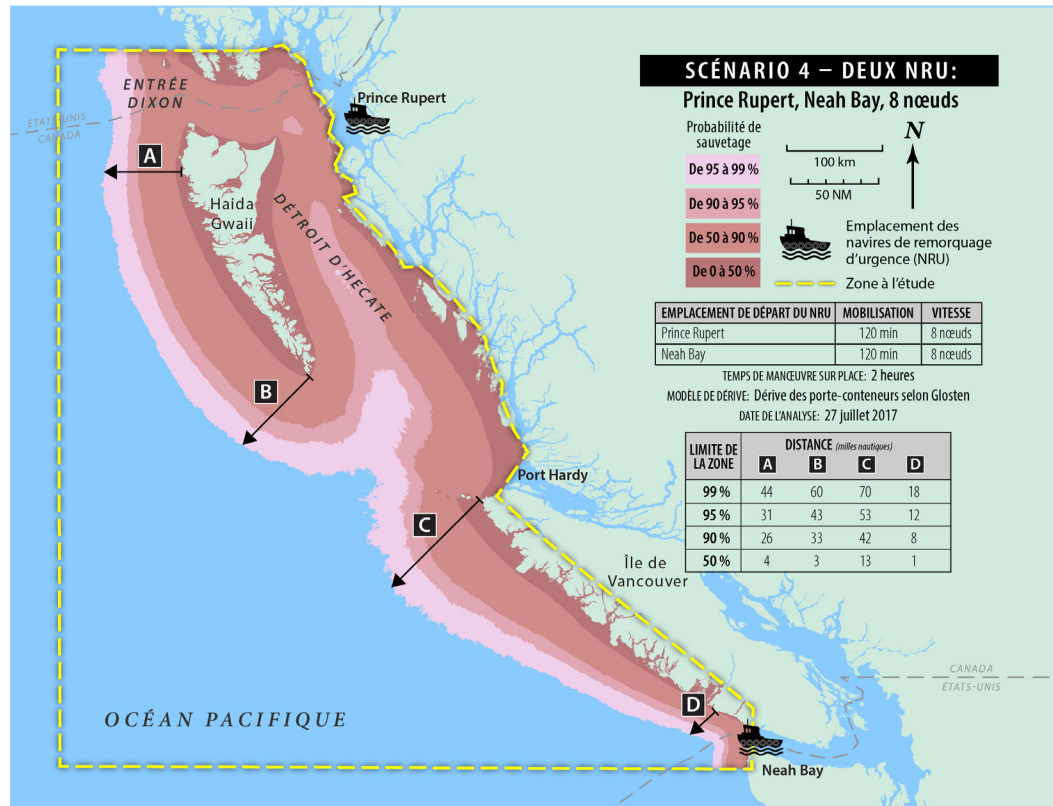 SCÉNARIO 4 – DEUX NRU:
Prince Rupert, Neah Bay, 8 nœuds
Probabilité de
sauvetage
De 95 à 99 %
De 90 à 95 %
De 50 à 90 %
De 0 à 50 %
100 km
50 NM
N
Emplacement des
navires de remorquage
d'urgence (NRU)
Zone à l'étude
EMPLACEMENT DE DÉPART DU NRU MOBILISATION VITESSE
Prince Rupert 120 min 8 nœuds
Neah Bay 120 min 8 nœuds
TEMPS DE MANŒUVRE SUR PLACE: 2 heures
MODÈLE DE DÉRIVE: Dérive des porte-conteneurs selon Glosten
DATE DE L'ANALYSE: 27 juillet 2017
LIMITE DE
LA ZONE
DISTANCE (milles nautiques)
A B C D
99 % 44 60 70 18
95 % 31 43 53 12
90 % 26 33 42 8
50 % 4 3 13 1
ENTRÉE
DIXON
ÉTATS-UNIS
CANADA
Prince Rupert
A
Haida
Gwaii
DÉTROIT D'HECATE
B
Port Hardy
C
Île de
Vancouver
CANADA
ÉTATS-UNIS
D
OCÉAN PACIFIQUE
Neah Bay